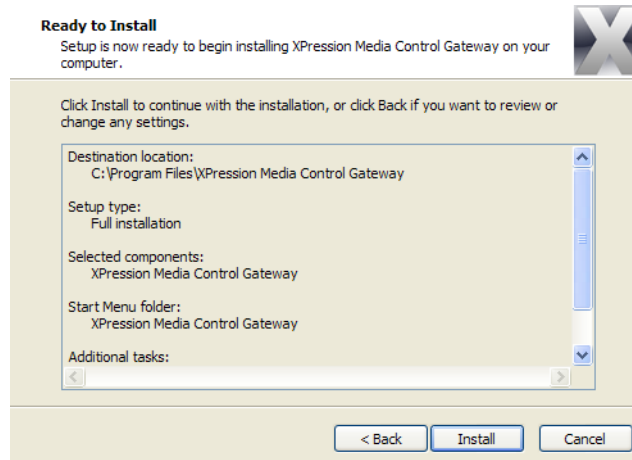 Ready to Install
Setup is now ready to begin installing XPression Media Control Gateway on your
computer.
X
Click Install to continue with the installation, or click Back if you want to review or
change any settings.
Destination location:
C:\Program Files\XPression Media Control Gateway
Setup type:
Full installation
Selected components:
XPression Media Control Gateway
Start Menu folder:
XPression Media Control Gateway
Additional tasks:
< Back
Install
Cancel